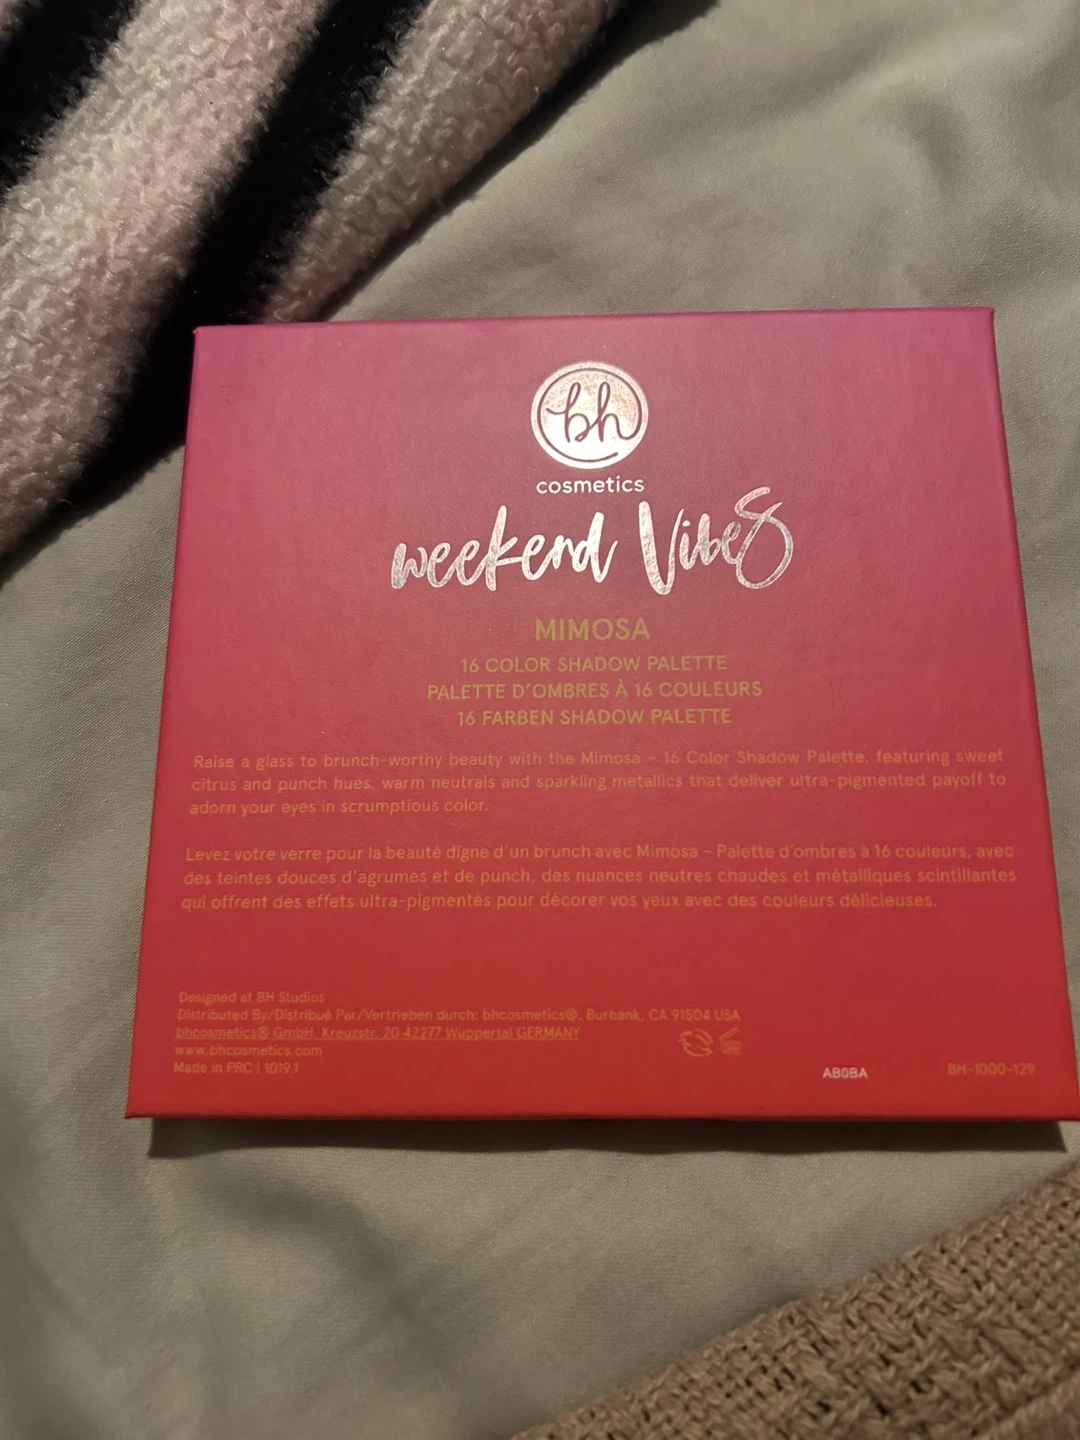 bh
cosmetics
weekend Vibes
MIMOSA
16 COLOR SHADOW PALETTE
PALETTE D'OMBRES À 16 COULEURS
16 FARBEN SHADOW PALETTE
Raise a glass to brunch-worthy beauty with the Mimosa – 16 Color Shadow Palette, featuring sweet
citrus and punch hues, warm neutrals and sparkling metallics that deliver ultra-pigmented payoff to
adorn your eyes in scrumptious color.
Levez votre verre pour la beauté digne d'un brunch avec Mimosa – Palette d'ombres à 16 couleurs, avec
des teintes douces d'agrumes et de punch, des nuances neutres chaudes et métalliques scintillantes
qui offrent des effets ultra-pigmentés pour décorer vos yeux avec des couleurs délicieuses.
Designed at BH Studios
Distributed By/Distribué Par/Vertrieben durch: bhcosmetics®, Burbank, CA 91504 USA
bhcosmetics® GmbH, Kreuzstr. 20 42277 Wuppertal GERMANY
www.bhcosmetics.com
Made in PRC | 1019.1
AB0BA
BH-1000-129